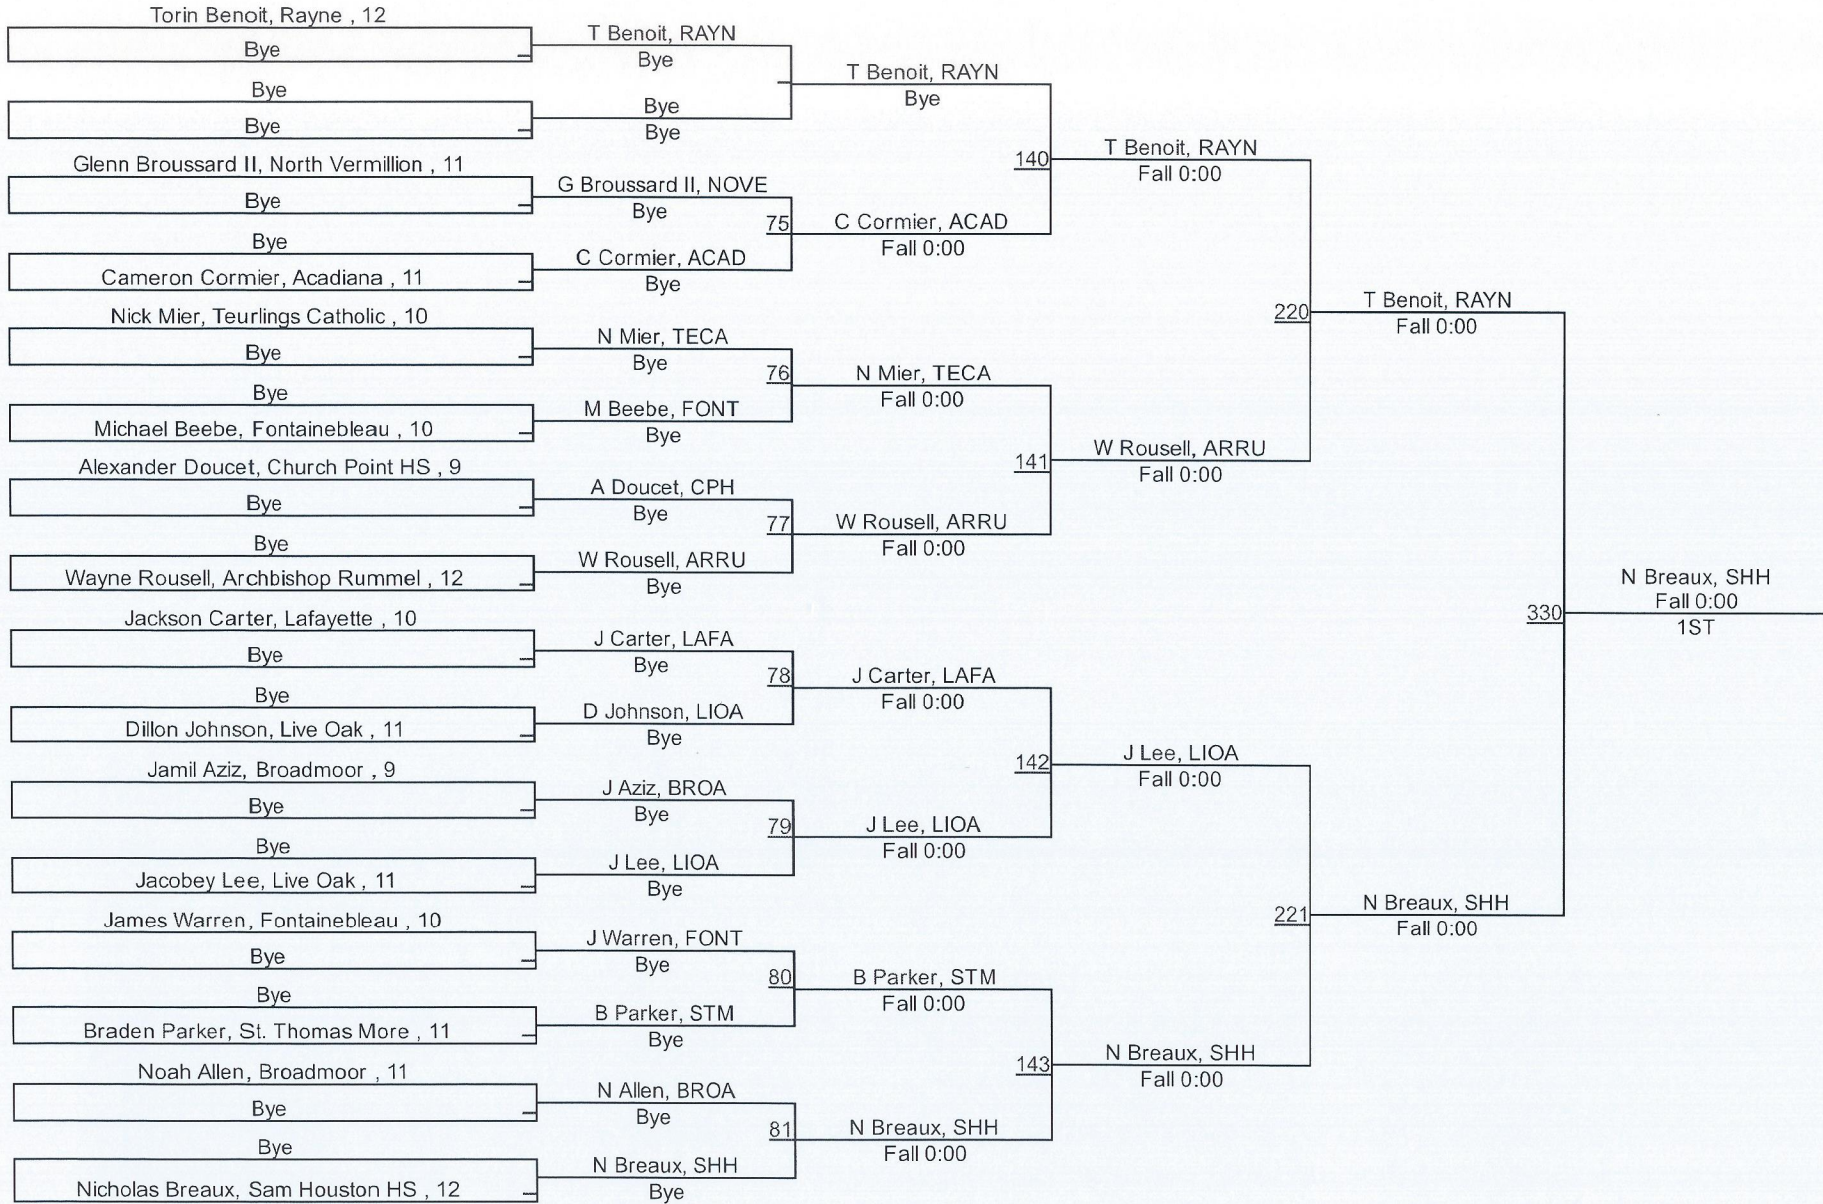 Torin Benoit, Rayne , 12
Bye
Bye
Bye
Glenn Broussard II, North Vermillion , 11
Bye
Bye
Cameron Cormier, Acadiana , 11
Nick Mier, Teurlings Catholic , 10
Bye
Bye
Michael Beebe, Fontainebleau , 10
Alexander Doucet, Church Point HS , 9
Bye
Bye
Wayne Rousell, Archbishop Rummel , 12
Jackson Carter, Lafayette , 10
Bye
Bye
Dillon Johnson, Live Oak , 11
Jamil Aziz, Broadmoor , 9
Bye
Bye
Jacobey Lee, Live Oak , 11
James Warren, Fontainebleau , 10
Bye
Bye
Braden Parker, St. Thomas More , 11
Noah Allen, Broadmoor , 11
Bye
Bye
Nicholas Breaux, Sam Houston HS , 12
T Benoit, RAYN
Bye
Bye
Bye
G Broussard II, NOVE
Bye
75
C Cormier, ACAD
Bye
N Mier, TECA
Bye
76
M Beebe, FONT
Bye
A Doucet, CPH
Bye
77
W Rousell, ARRU
Bye
J Carter, LAFA
Bye
78
D Johnson, LIOA
Bye
J Aziz, BROA
Bye
79
J Lee, LIOA
Bye
J Warren, FONT
Bye
80
B Parker, STM
Bye
N Allen, BROA
Bye
81
N Breaux, SHH
Bye
T Benoit, RAYN
Bye
140
C Cormier, ACAD
Fall 0:00
N Mier, TECA
Fall 0:00
141
W Rousell, ARRU
Fall 0:00
J Carter, LAFA
Fall 0:00
142
J Lee, LIOA
Fall 0:00
B Parker, STM
Fall 0:00
143
N Breaux, SHH
Fall 0:00
T Benoit, RAYN
Fall 0:00
220
W Rousell, ARRU
Fall 0:00
J Lee, LIOA
Fall 0:00
221
N Breaux, SHH
Fall 0:00
T Benoit, RAYN
Fall 0:00
330
N Breaux, SHH
Fall 0:00
N Breaux, SHH
Fall 0:00
1ST